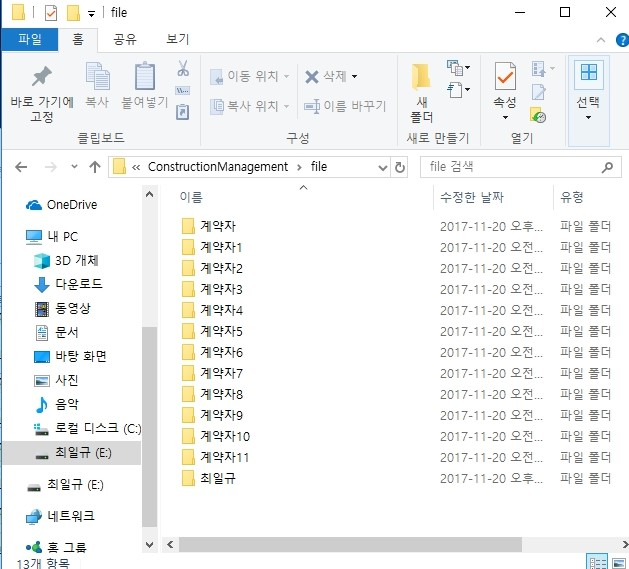 file
파일 홈 공유 보기
바로 가기에 고정
복사
붙여넣기
이동 위치
복사 위치
삭제
이름 바꾸기
새 폴더
속성
선택
클립보드 구성 새로 만들기 열기
« ConstructionManagement › file
file 검색
이름 수정한 날짜 유형
OneDrive
내 PC
3D 개체
다운로드
동영상
문서
바탕 화면
사진
음악
로컬 디스크 (C:)
최일규 (E:)
최일규 (E:)
네트워크
홈 그룹
계약자 2017-11-20 오후... 파일 폴더
계약자1 2017-11-20 오전... 파일 폴더
계약자2 2017-11-20 오전... 파일 폴더
계약자3 2017-11-20 오전... 파일 폴더
계약자4 2017-11-20 오전... 파일 폴더
계약자5 2017-11-20 오전... 파일 폴더
계약자6 2017-11-20 오전... 파일 폴더
계약자7 2017-11-20 오전... 파일 폴더
계약자8 2017-11-20 오전... 파일 폴더
계약자9 2017-11-20 오전... 파일 폴더
계약자10 2017-11-20 오전... 파일 폴더
계약자11 2017-11-20 오전... 파일 폴더
최일규 2017-11-20 오후... 파일 폴더
13개 항목